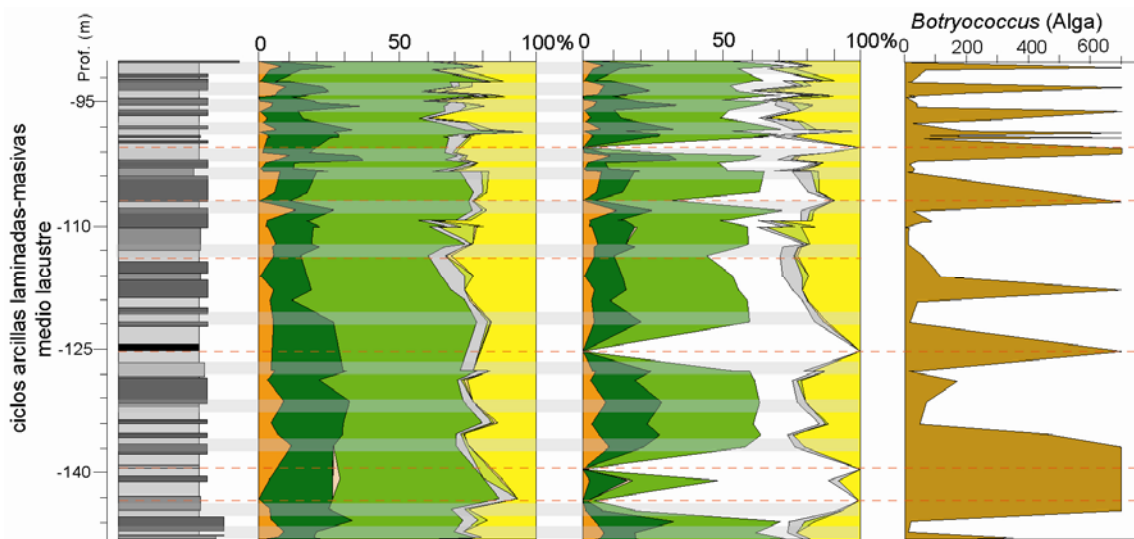 Botryococcus (Alga)
Prof. (m)
0 50 100%
0 50 100%
0 200 400 600
-95
-110
-125
-140
ciclos arcillas laminadas-masivas
medio lacustre